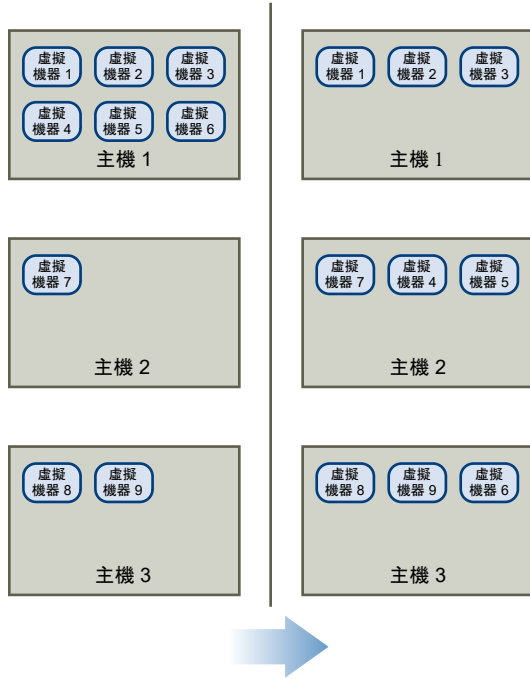 虛擬
機器 1
虛擬
機器 2
虛擬
機器 3
虛擬
機器 4
虛擬
機器 5
虛擬
機器 6
主機 1
虛擬
機器 7
主機 2
虛擬
機器 8
虛擬
機器 9
主機 3
虛擬
機器 1
虛擬
機器 2
虛擬
機器 3
主機 1
虛擬
機器 7
虛擬
機器 4
虛擬
機器 5
主機 2
虛擬
機器 8
虛擬
機器 9
虛擬
機器 6
主機 3